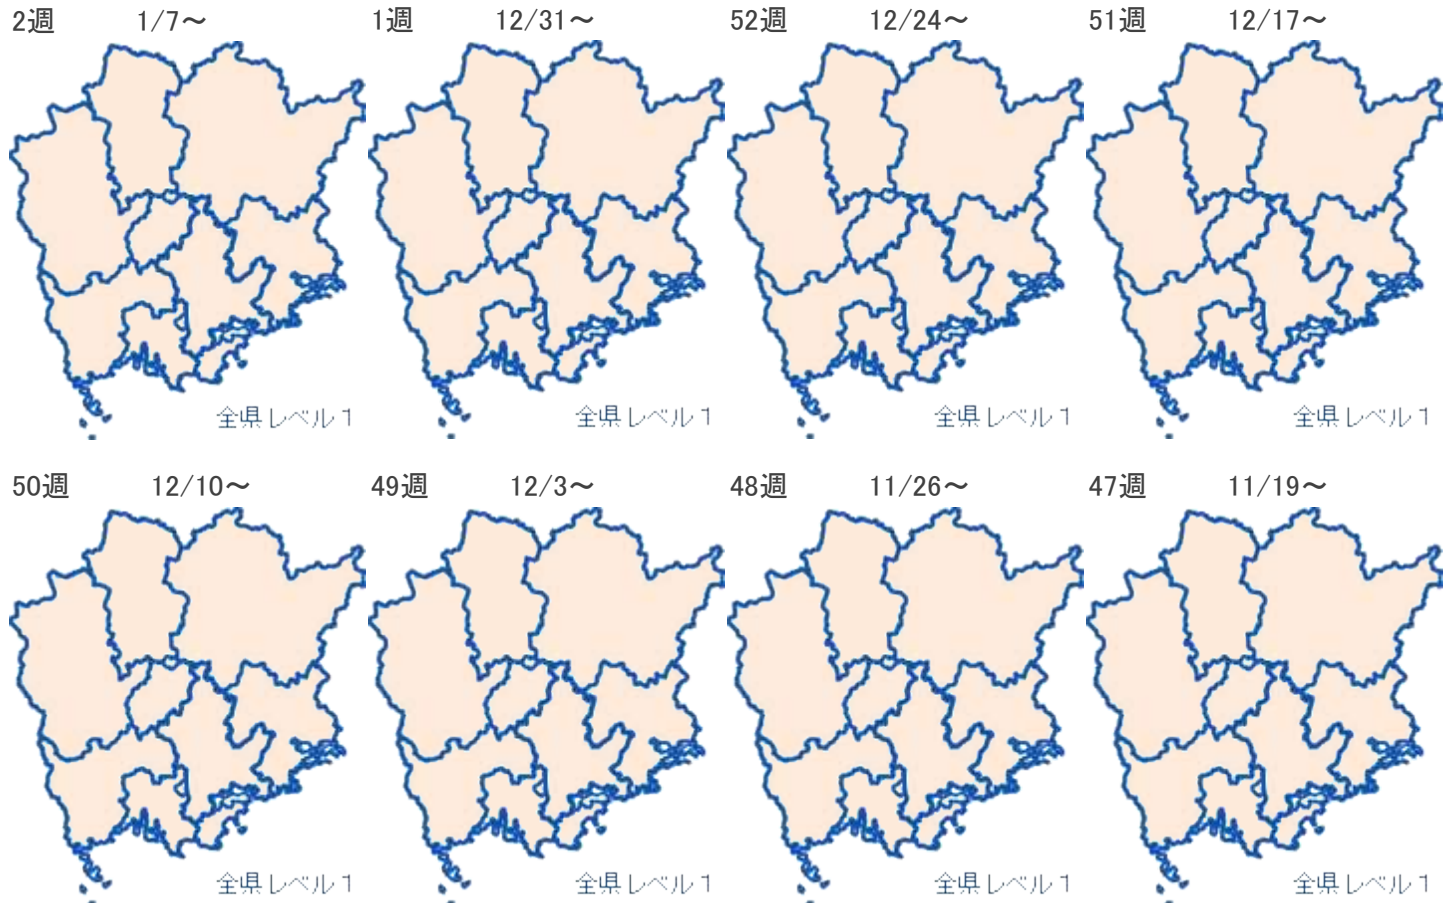 2週 1/7～
1週 12/31～
52週 12/24～
51週 12/17～
全県レベル1
全県レベル1
全県レベル1
全県レベル1
50週 12/10～
49週 12/3～
48週 11/26～
47週 11/19～
全県レベル1
全県レベル1
全県レベル1
全県レベル1